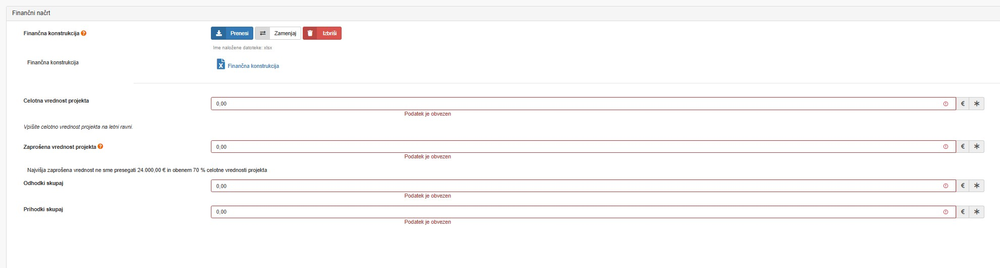 Finančni načrt
Finančna konstrukcija
Prenesi
Zamenjaj
Izbriši
Ime naložene datoteke: xlsx
Finančna konstrukcija
Finančna konstrukcija
Celotna vrednost projekta
0,00
€
Podatek je obvezen
Vpišite celotno vrednost projekta na letni ravni.
Zaprošena vrednost projekta
0,00
€
Podatek je obvezen
Najvišja zaprošena vrednost ne sme presegati 24.000,00 € in obenem 70 % celotne vrednosti projekta
Odhodki skupaj
0,00
€
Podatek je obvezen
Prihodki skupaj
0,00
€
Podatek je obvezen